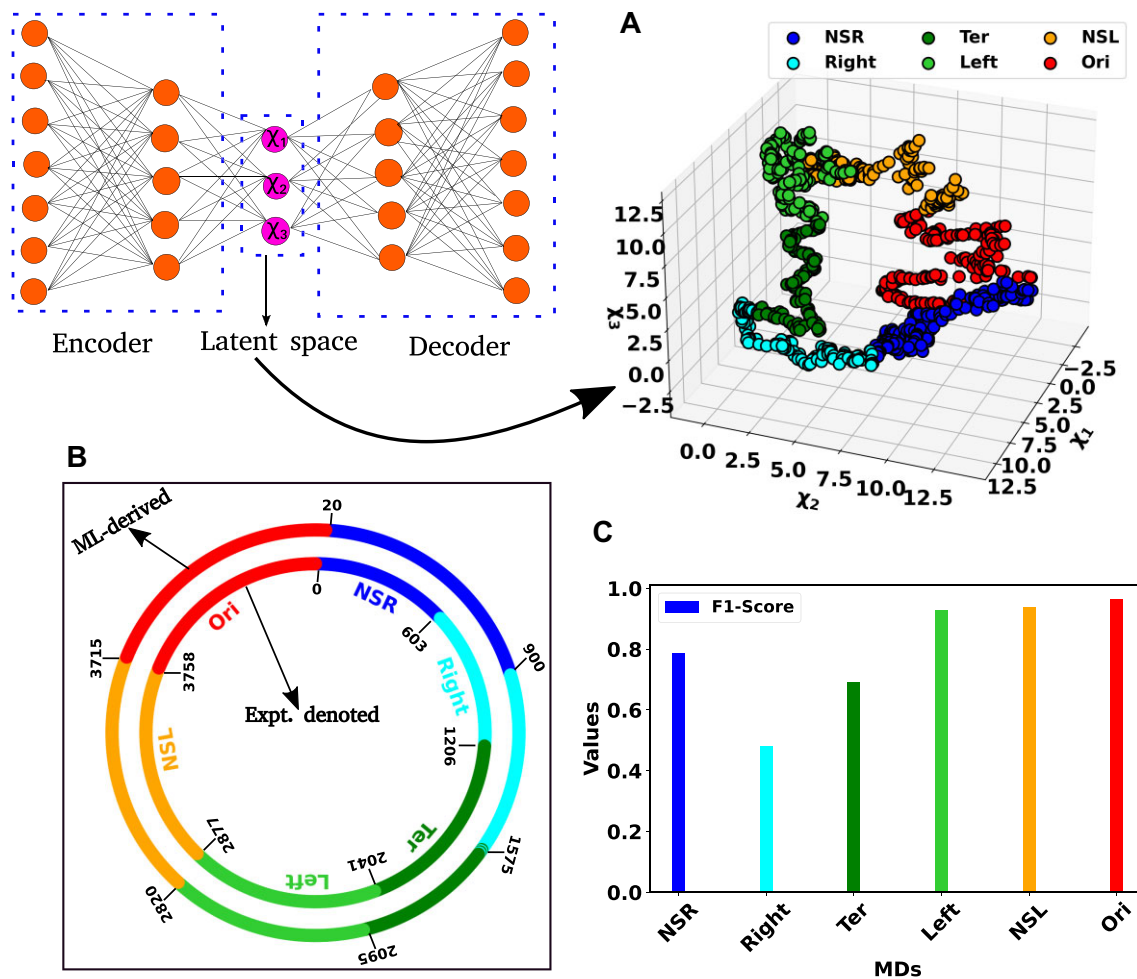 χ1
χ2
χ3
Encoder
Latent space
Decoder
A
NSR
Ter
NSL
Right
Left
Ori
12.5
10.0
7.5
5.0
2.5
0.0
−2.5
χ3
0.0
2.5
5.0
7.5
10.0
12.5
χ2
−2.5
0.0
2.5
5.0
7.5
10.0
12.5
χ1
B
ML-derived
20
0
NSR
603
900
Right
1206
1575
Ter
2041
2095
Left
2877
2820
NSL
3758
3715
Ori
Expt. denoted
C
F1-Score
1.0
0.8
0.6
0.4
0.2
0.0
Values
NSR
Right
Ter
Left
NSL
Ori
MDs